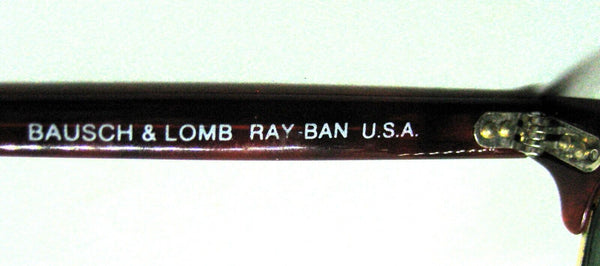 BAUSCH & LOMB RAY-BAN U.S.A.